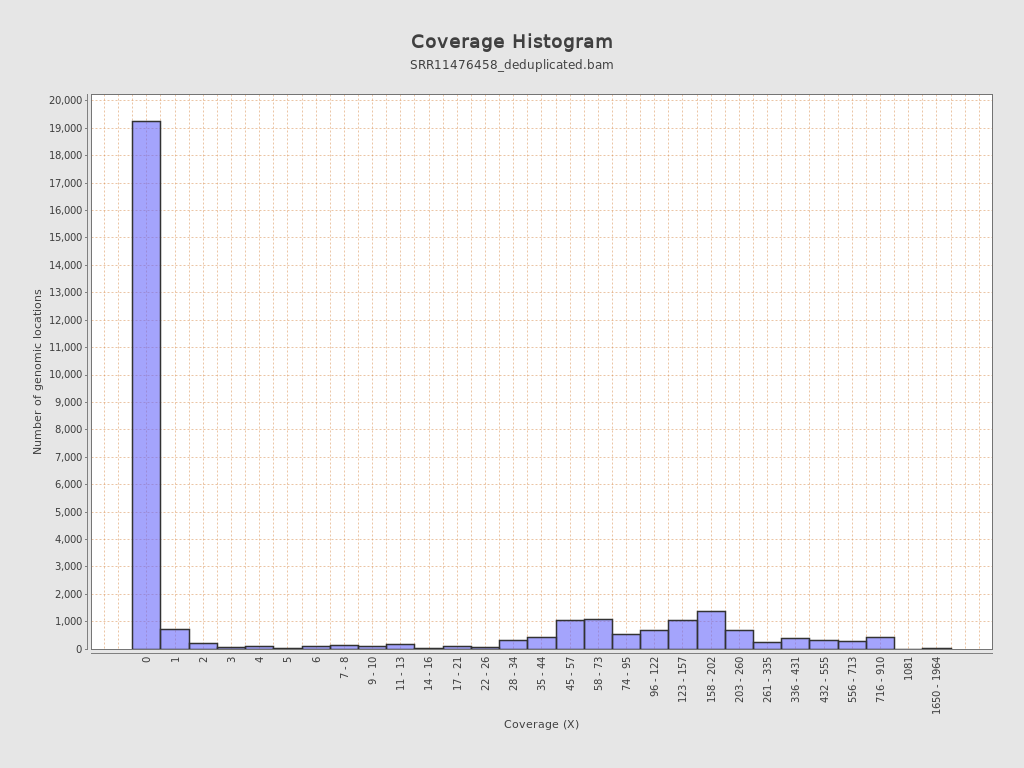 Coverage Histogram
SRR11476458_deduplicated.bam
20,000
19,000
18,000
17,000
16,000
15,000
14,000
13,000
12,000
11,000
10,000
9,000
8,000
7,000
6,000
5,000
4,000
3,000
2,000
1,000
0
Number of genomic locations
0
1
2
3
4
5
6
7 - 8
9 - 10
11 - 13
14 - 16
17 - 21
22 - 26
28 - 34
35 - 44
45 - 57
58 - 73
74 - 95
96 - 122
123 - 157
158 - 202
203 - 260
261 - 335
336 - 431
432 - 555
556 - 713
716 - 910
1081
1650 - 1964
Coverage (X)